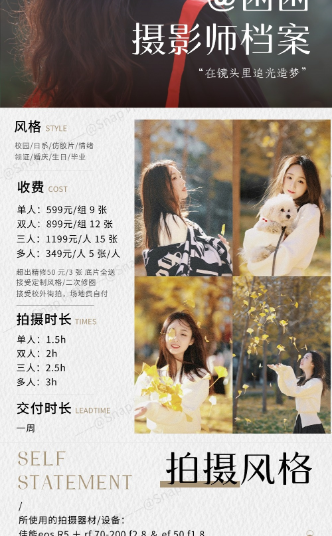 摄影师档案
“在镜头里追光造梦”
风格 STYLE
校园/日系/仿胶片/情绪
领证/婚庆/生日/毕业
收费 COST
单人：599元/组 9 张
双人：899元/组 12 张
三人：1199元/人 15 张
多人：349元/人 5 张/人
超出精修50 元/3 张 底片全送
接受定制风格/二次修图
接受校外街拍，场地费自付
拍摄时长 TIMES
单人：1.5h
双人：2h
三人：2.5h
多人：3h
交付时长 LEADTIME
一周
SELF
STATEMENT
拍摄风格
/
所使用的拍摄器材/设备：
佳能eos R5 + rf 70-200 f2.8 & ef 50 f1.8